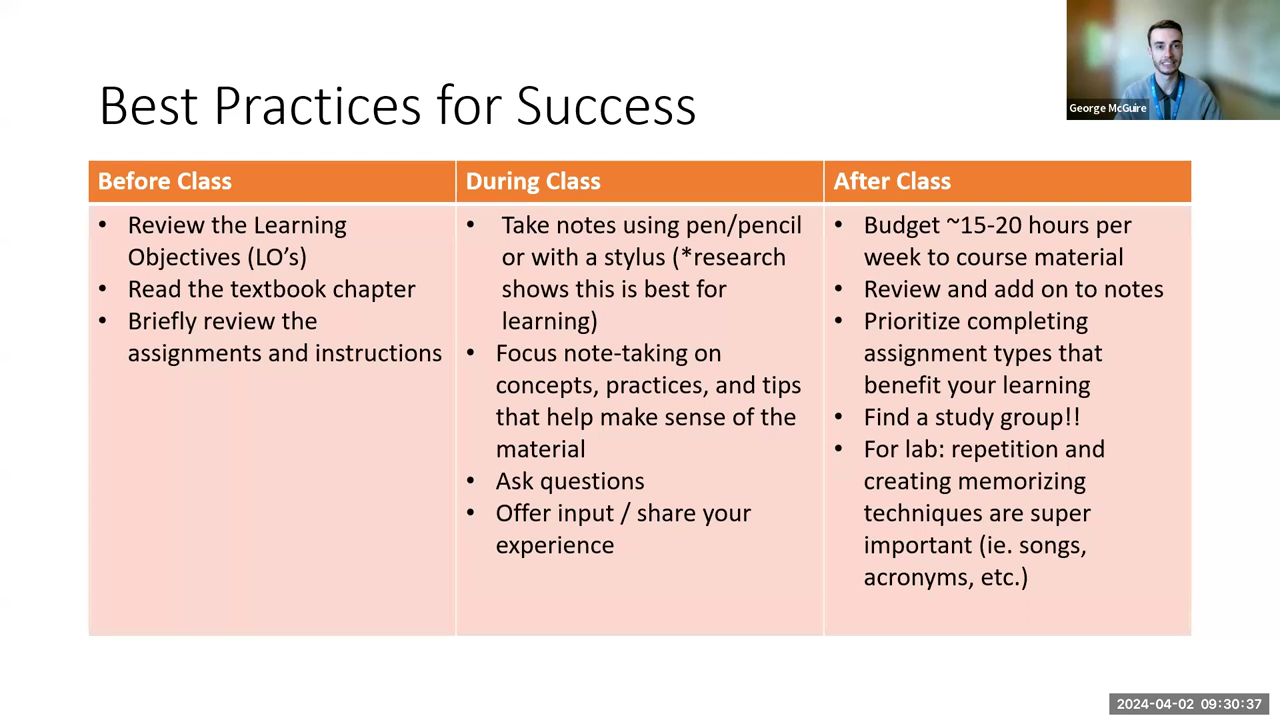 George McGuire
Best Practices for Success
Before Class
• Review the Learning
Objectives (LO’s)
• Read the textbook chapter
• Briefly review the
assignments and instructions
During Class
• Take notes using pen/pencil
or with a stylus (*research
shows this is best for
learning)
• Focus note-taking on
concepts, practices, and tips
that help make sense of the
material
• Ask questions
• Offer input / share your
experience
After Class
• Budget ~15-20 hours per
week to course material
• Review and add on to notes
• Prioritize completing
assignment types that
benefit your learning
• Find a study group!!
• For lab: repetition and
creating memorizing
techniques are super
important (ie. songs,
acronyms, etc.)
2024-04-02 09:30:37